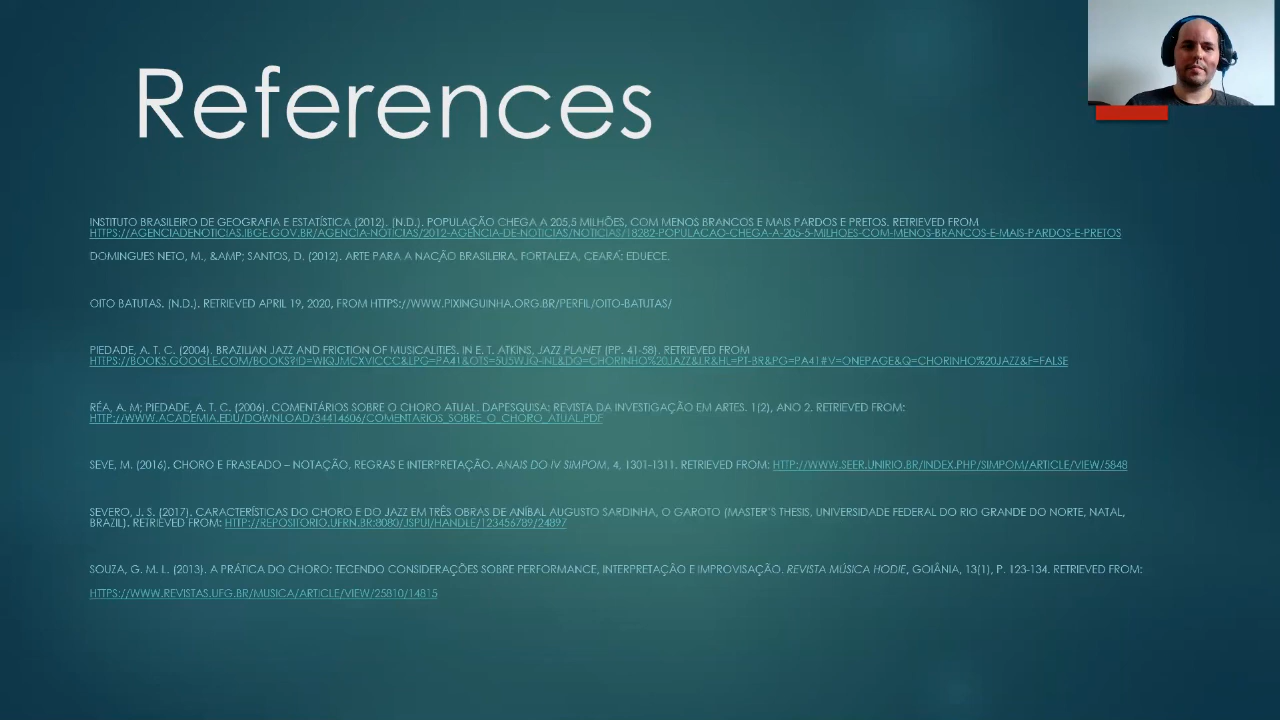 References
INSTITUTO BRASILEIRO DE GEOGRAFIA E ESTATÍSTICA (2012). (N.D.). POPULAÇÃO CHEGA A 205,5 MILHÕES, COM MENOS BRANCOS E MAIS PARDOS E PRETOS. RETRIEVED FROM
HTTPS://AGENCIADENOTICIAS.IBGE.GOV.BR/AGENCIA-NOTICIAS/2012-AGENCIA-DE-NOTICIAS/NOTICIAS/18282-POPULACAO-CHEGA-A-205-5-MILHOES-COM-MENOS-BRANCOS-E-MAIS-PARDOS-E-PRETOS
DOMINGUES NETO, M., &AMP; SANTOS, D. (2012). ARTE PARA A NAÇÃO BRASILEIRA. FORTALEZA, CEARÁ: EDUECE.
OITO BATUTAS. (N.D.). RETRIEVED APRIL 19, 2020, FROM HTTPS://WWW.PIXINGUINHA.ORG.BR/PERFIL/OITO-BATUTAS/
PIEDADE, A. T. C. (2004). BRAZILIAN JAZZ AND FRICTION OF MUSICALITIES. IN E. T. ATKINS, JAZZ PLANET (PP. 41-58). RETRIEVED FROM
RÉA, A. M; PIEDADE, A. T. C. (2006). COMENTÁRIOS SOBRE O CHORO ATUAL. DAPESQUISA: REVISTA DA INVESTIGAÇÃO EM ARTES. 1(2), ANO 2. RETRIEVED FROM:
HTTP://WWW.ACADEMIA.EDU/DOWNLOAD/34414606/COMENTARIOS_SOBRE_O_CHORO_ATUAL.PDF
SEVE, M. (2016). CHORO E FRASEADO – NOTAÇÃO, REGRAS E INTERPRETAÇÃO. ANAIS DO IV SIMPOM, 4, 1301-1311. RETRIEVED FROM: HTTP://WWW.SEER.UNIRIO.BR/INDEX.PHP/SIMPOM/ARTICLE/VIEW/5848
SEVERO, J. S. (2017). CARACTERÍSTICAS DO CHORO E DO JAZZ EM TRÊS OBRAS DE ANÍBAL AUGUSTO SARDINHA, O GAROTO (MASTER'S THESIS, UNIVERSIDADE FEDERAL DO RIO GRANDE DO NORTE, NATAL,
BRAZIL). RETRIEVED FROM: HTTP://REPOSITORIO.UFRN.BR:8080/JSPUI/HANDLE/123456789/24897
SOUZA, G. M. L. (2013). A PRÁTICA DO CHORO: TECENDO CONSIDERAÇÕES SOBRE PERFORMANCE, INTERPRETAÇÃO E IMPROVISAÇÃO. REVISTA MÚSICA HODIE, GOIÂNIA, 13(1), P. 123-134. RETRIEVED FROM:
HTTPS://WWW.REVISTAS.UFG.BR/MUSICA/ARTICLE/VIEW/25810/14815